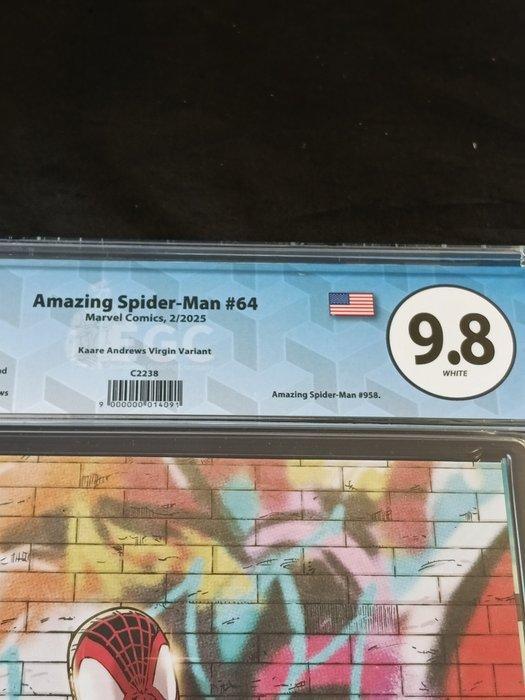 Amazing Spider-Man #64
Marvel Comics, 2/2025
EGC
Kaare Andrews Virgin Variant
C2238
9 000000 014091
Amazing Spider-Man #958.
9.8
WHITE